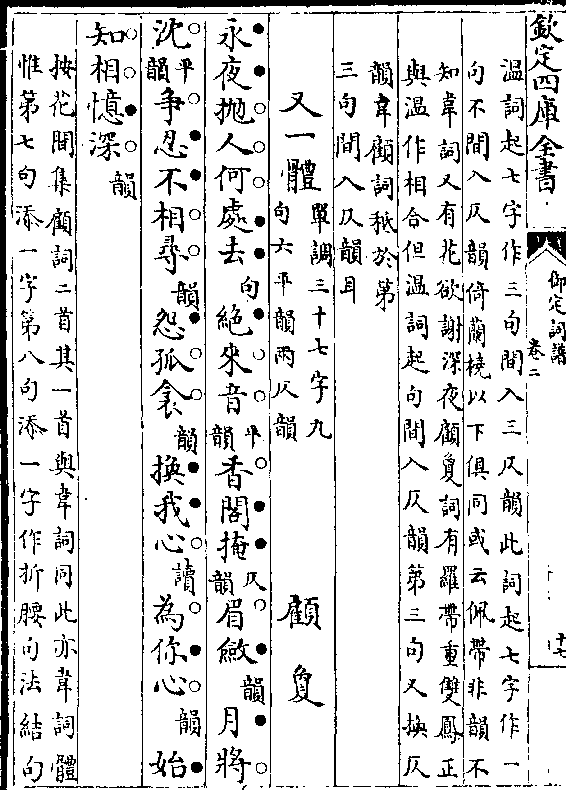 欽定四庫全書
御定詞譜
卷二
十七
温詞起七字作三句間入三仄韻此詞起七字作一
句不間入仄韻倚蘭橈以下俱同或云佩帶非韻不
知韋詞又有花欲謝深夜顧敻詞有羅帶重雙鳳正
與温作相合但温詞起句間入仄韻第三句又換仄
韻韋顧詞秪於第
三句間入仄韻耳
又一體
單調三十七字九
句六平韻兩仄韻
顧敻
永夜抛人何處去句絶來音平韻香閣掩仄韻眉斂韻月將
沈平韻爭忍不相尋韻怨孤衾韻換我心讀為你心韻始
知相憶深韻
按花間集顧詞二首其一首與韋詞同此亦韋詞體
惟第七句添一字第八句添一字作折腰句法結句